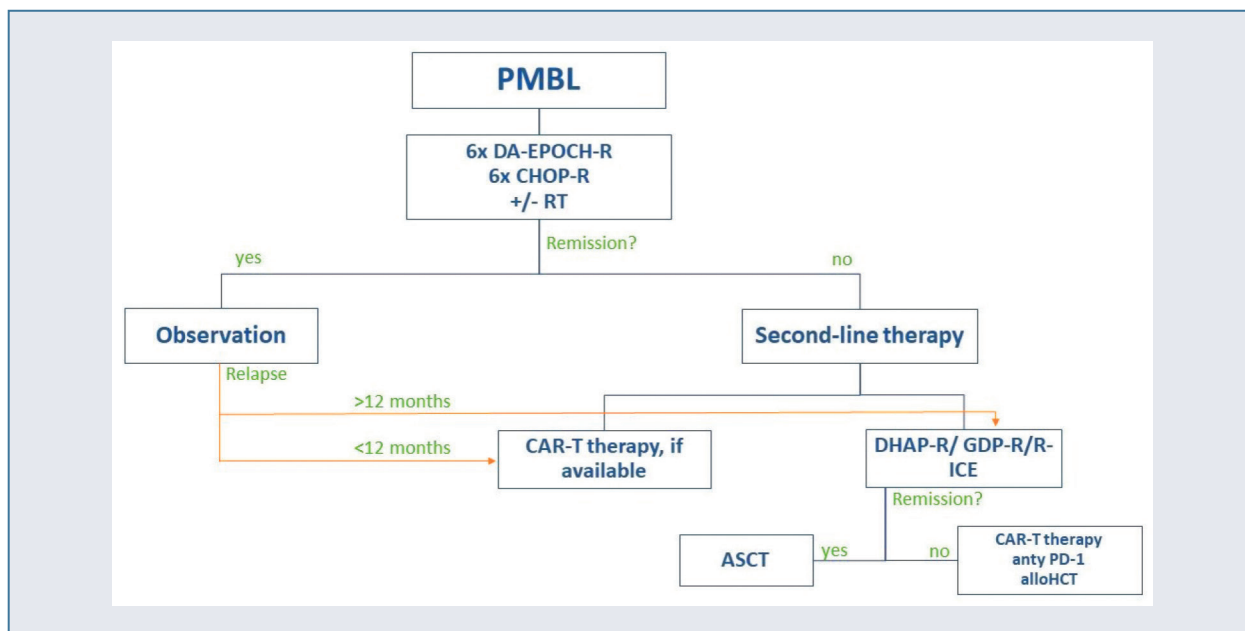 PMBL
6x DA-EPOCH-R
6x CHOP-R
+/- RT
Remission?
yes
no
Observation
Second-line therapy
Relapse
>12 months
<12 months
CAR-T therapy, if
available
DHAP-R/ GDP-R/R-
ICE
Remission?
ASCT
yes
no
CAR-T therapy
anty PD-1
alloHCT